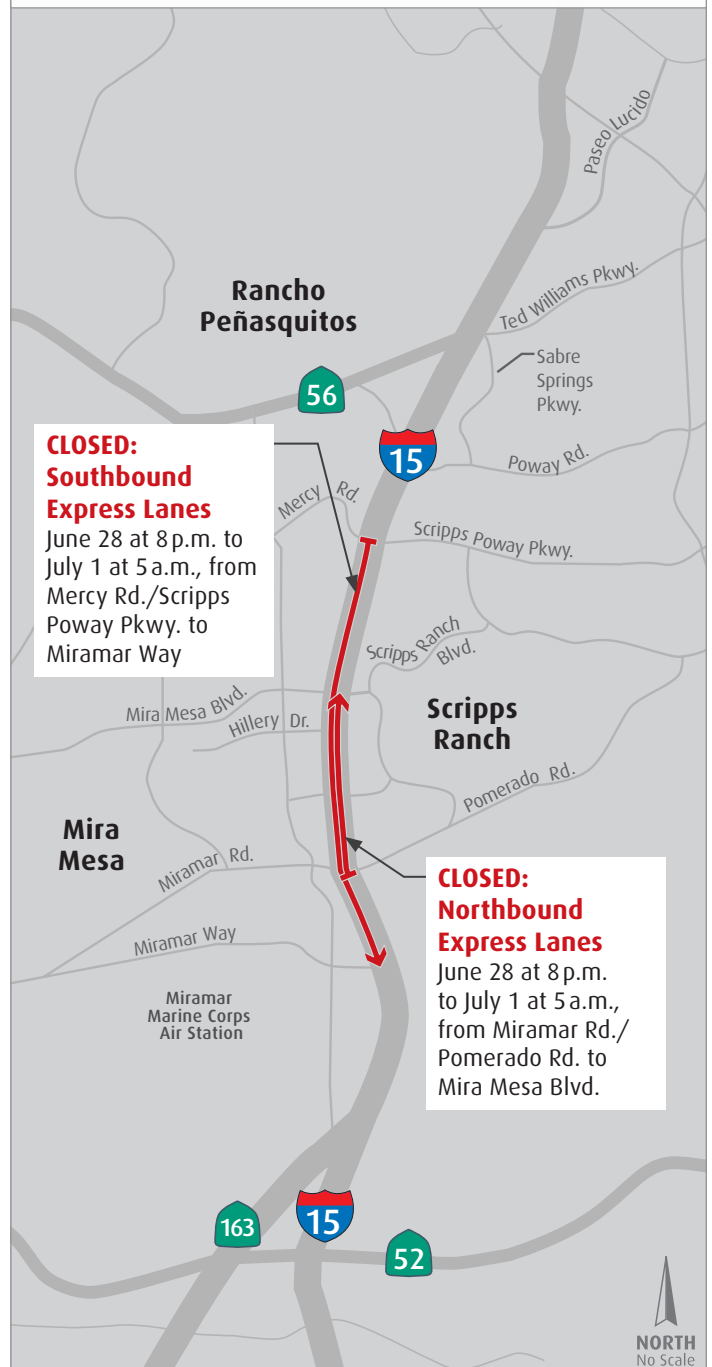 Paseo Lucido
Rancho
Peñasquitos
Ted Williams Pkwy.
Sabre
Springs
Pkwy.
56
15
CLOSED:
Southbound
Express Lanes
June 28 at 8 p.m. to
July 1 at 5 a.m., from
Mercy Rd./Scripps
Poway Pkwy. to
Miramar Way
Poway Rd.
Mercy Rd.
Scripps Poway Pkwy.
Scripps Ranch
Blvd.
Mira Mesa Blvd.
Hillery Dr.
Scripps
Ranch
Pomerado Rd.
Mira
Mesa
Miramar Rd.
CLOSED:
Northbound
Express Lanes
June 28 at 8 p.m.
to July 1 at 5 a.m.,
from Miramar Rd./
Pomerado Rd. to
Mira Mesa Blvd.
Miramar Way
Miramar
Marine Corps
Air Station
163
15
52
NORTH
No Scale